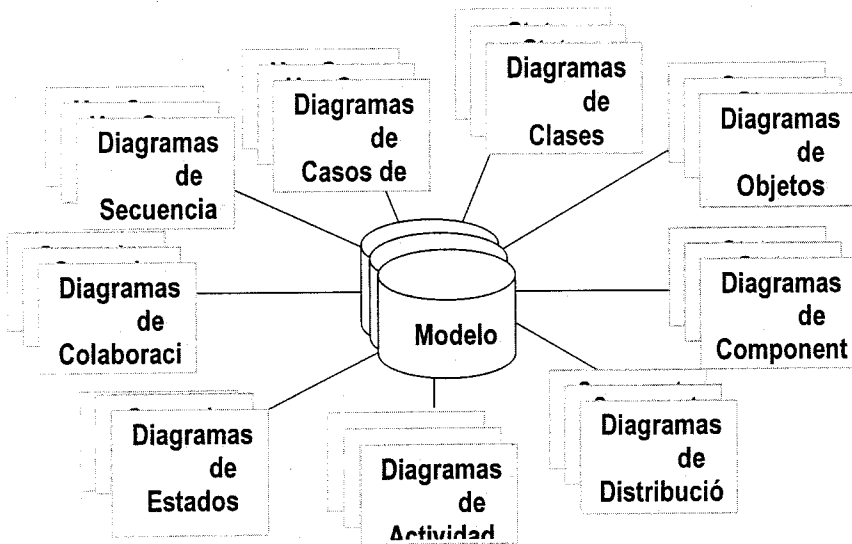 Diagramas
de
Secuencia
Diagramas
de
Casos de
Diagramas
de
Clases
Diagramas
de
Objetos
Diagramas
de
Colaboraci
Modelo
Diagramas
de
Component
Diagramas
de
Estados
Diagramas
de
Actividad
Diagramas
de
Distribució